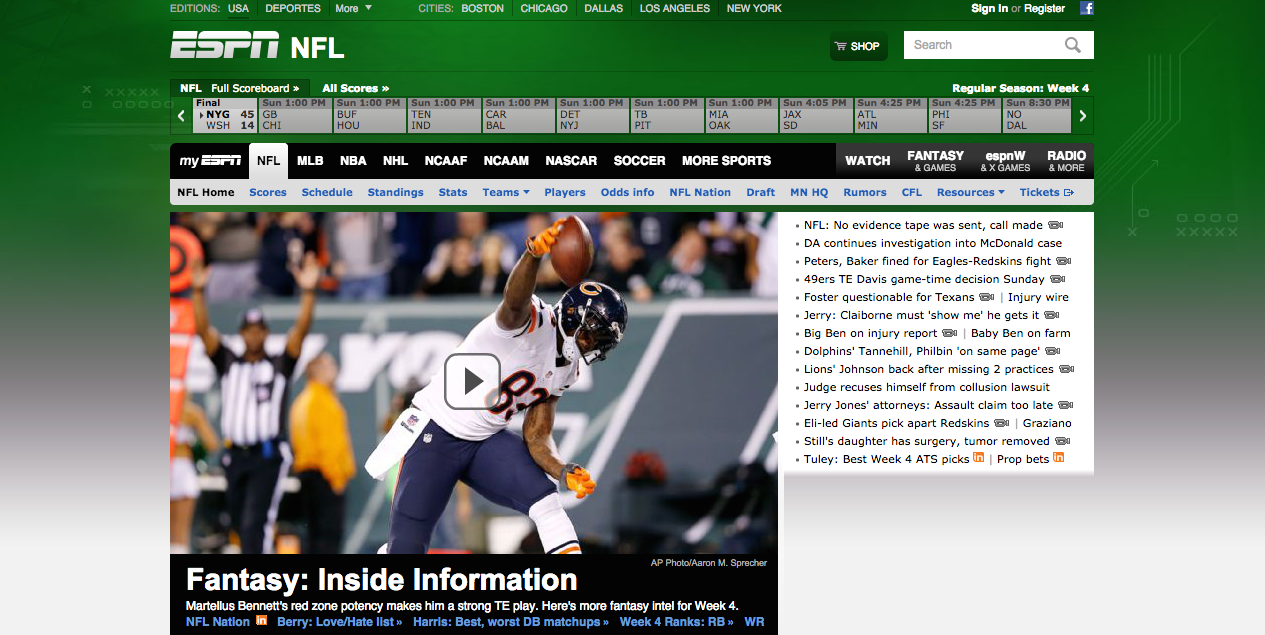 EDITIONS: USA DEPORTES More CITIES: BOSTON CHICAGO DALLAS LOS ANGELES NEW YORK Sign In or Register f
ESPN NFL
SHOP
Search
NFL Full Scoreboard » All Scores » Regular Season: Week 4
Final Sun 1:00 PM Sun 1:00 PM Sun 1:00 PM Sun 1:00 PM Sun 1:00 PM Sun 1:00 PM Sun 1:00 PM Sun 4:05 PM Sun 4:25 PM Sun 4:25 PM Sun 8:30 PM
NYG 45 GB BUF TEN CAR DET TB MIA JAX ATL PHI NO
WSH 14 CHI HOU IND BAL NYJ PIT OAK SD MIN SF DAL
my ESPN NFL MLB NBA NHL NCAAF NCAAM NASCAR SOCCER MORE SPORTS WATCH FANTASY & GAMES espnW & X GAMES RADIO & MORE
NFL Home Scores Schedule Standings Stats Teams Players Odds info NFL Nation Draft MN HQ Rumors CFL Resources Tickets
83
NFL: No evidence tape was sent, call made
DA continues investigation into McDonald case
Peters, Baker fined for Eagles-Redskins fight
49ers TE Davis game-time decision Sunday
Foster questionable for Texans | Injury wire
Jerry: Claiborne must 'show me' he gets it
Big Ben on injury report | Baby Ben on farm
Dolphins' Tannehill, Philbin 'on same page'
Lions' Johnson back after missing 2 practices
Judge recuses himself from collusion lawsuit
Jerry Jones' attorneys: Assault claim too late
Eli-led Giants pick apart Redskins | Graziano
Still's daughter has surgery, tumor removed
Tuley: Best Week 4 ATS picks in | Prop bets in
AP Photo/Aaron M. Sprecher
Fantasy: Inside Information
Martellus Bennett's red zone potency makes him a strong TE play. Here's more fantasy intel for Week 4.
NFL Nation in Berry: Love/Hate list » Harris: Best, worst DB matchups » Week 4 Ranks: RB » WR